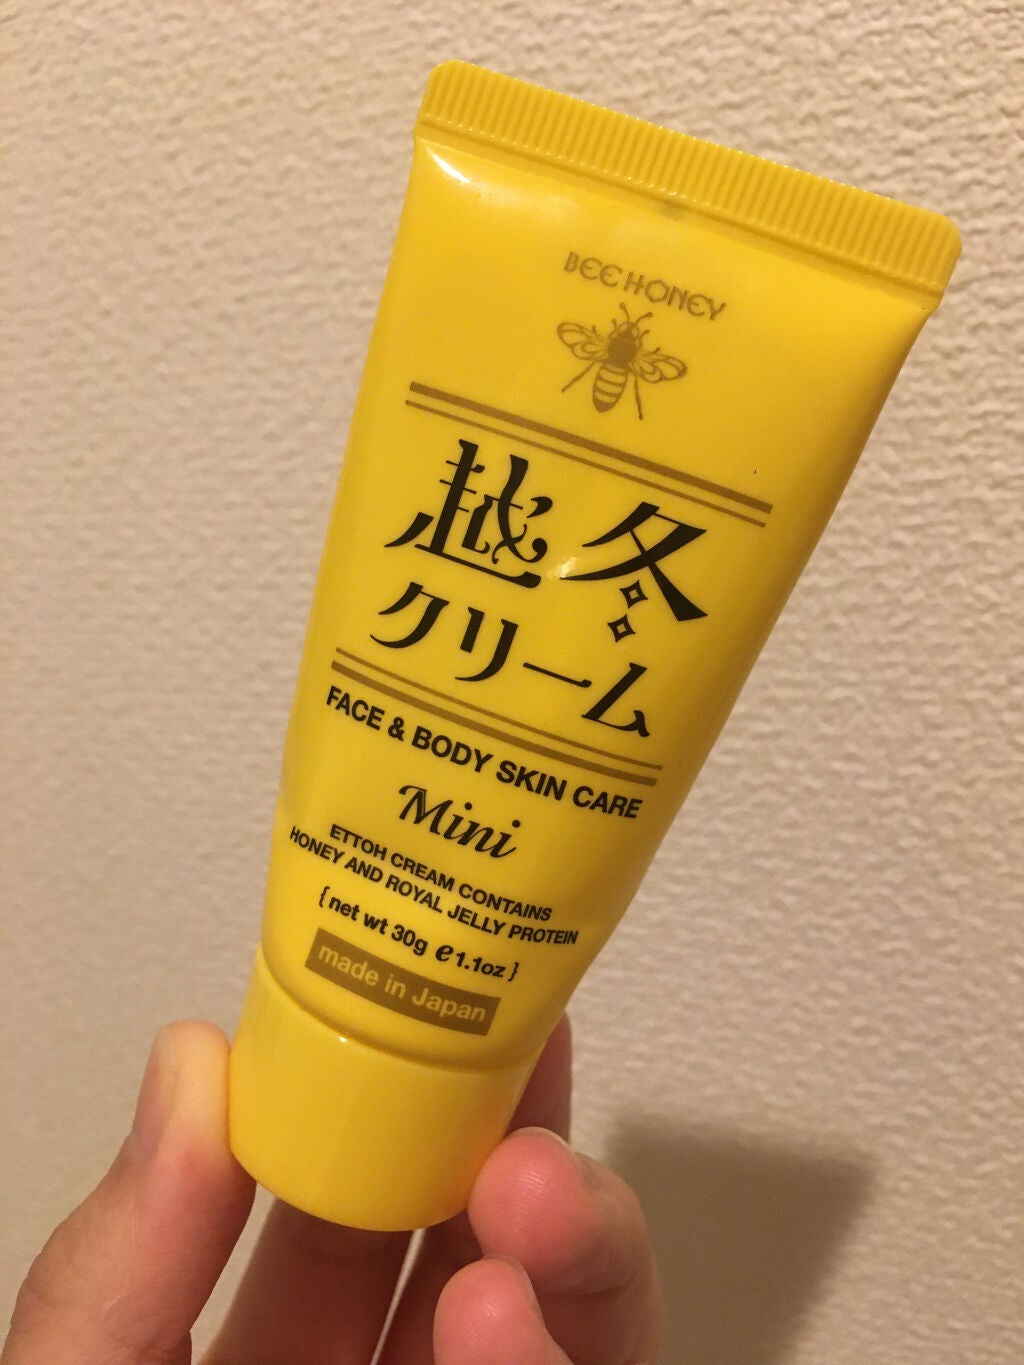 BEE HONEY
越冬
クリーム
FACE & BODY SKIN CARE
Mini
ETTOH CREAM CONTAINS
HONEY AND ROYAL JELLY PROTEIN
{ net wt 30g e 1.1oz }
made in Japan